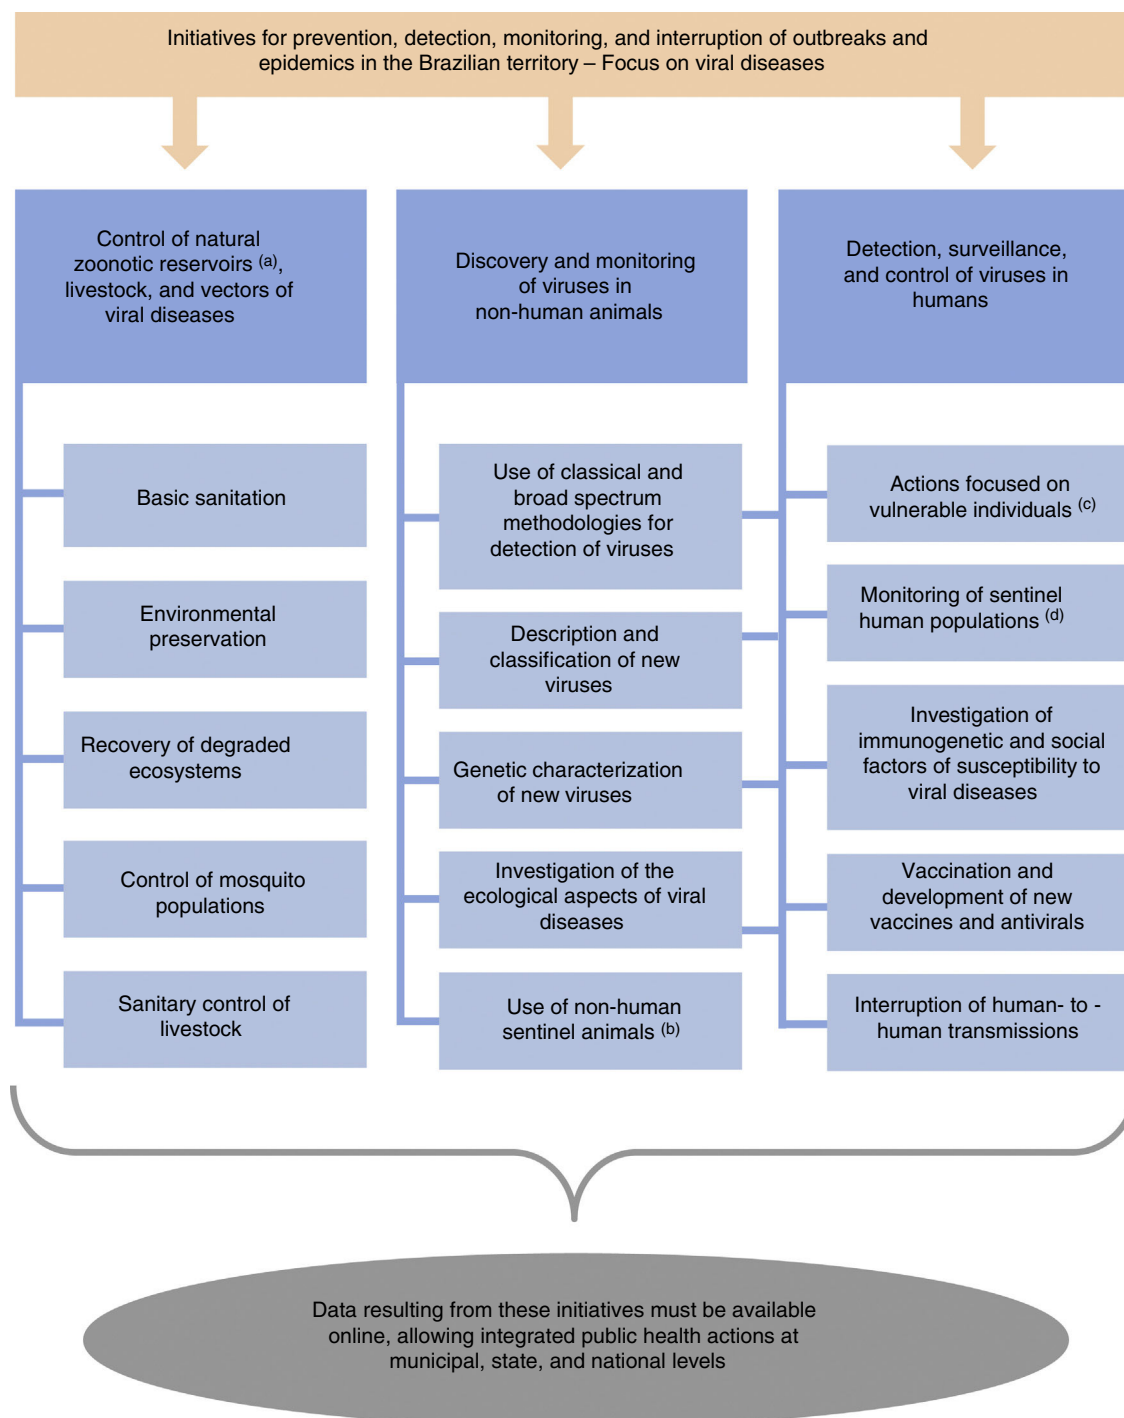 Initiatives for prevention, detection, monitoring, and interruption of outbreaks and
epidemics in the Brazilian territory – Focus on viral diseases
Control of natural
zoonotic reservoirs (a),
livestock, and vectors of
viral diseases
Basic sanitation
Environmental
preservation
Recovery of degraded
ecosystems
Control of mosquito
populations
Sanitary control of
livestock
Discovery and monitoring
of viruses in
non-human animals
Use of classical and
broad spectrum
methodologies for
detection of viruses
Description and
classification of new
viruses
Genetic characterization
of new viruses
Investigation of the
ecological aspects of viral
diseases
Use of non-human
sentinel animals (b)
Detection, surveillance,
and control of viruses in
humans
Actions focused on
vulnerable individuals (c)
Monitoring of sentinel
human populations (d)
Investigation of
immunogenetic and social
factors of susceptibility to
viral diseases
Vaccination and
development of new
vaccines and antivirals
Interruption of human- to -
human transmissions
Data resulting from these initiatives must be available
online, allowing integrated public health actions at
municipal, state, and national levels